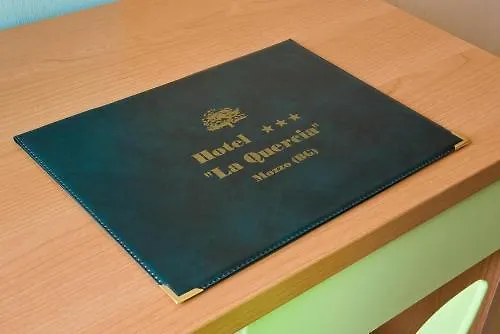 Hotel ★★★
"La Quercia"
Mozzo (BG)